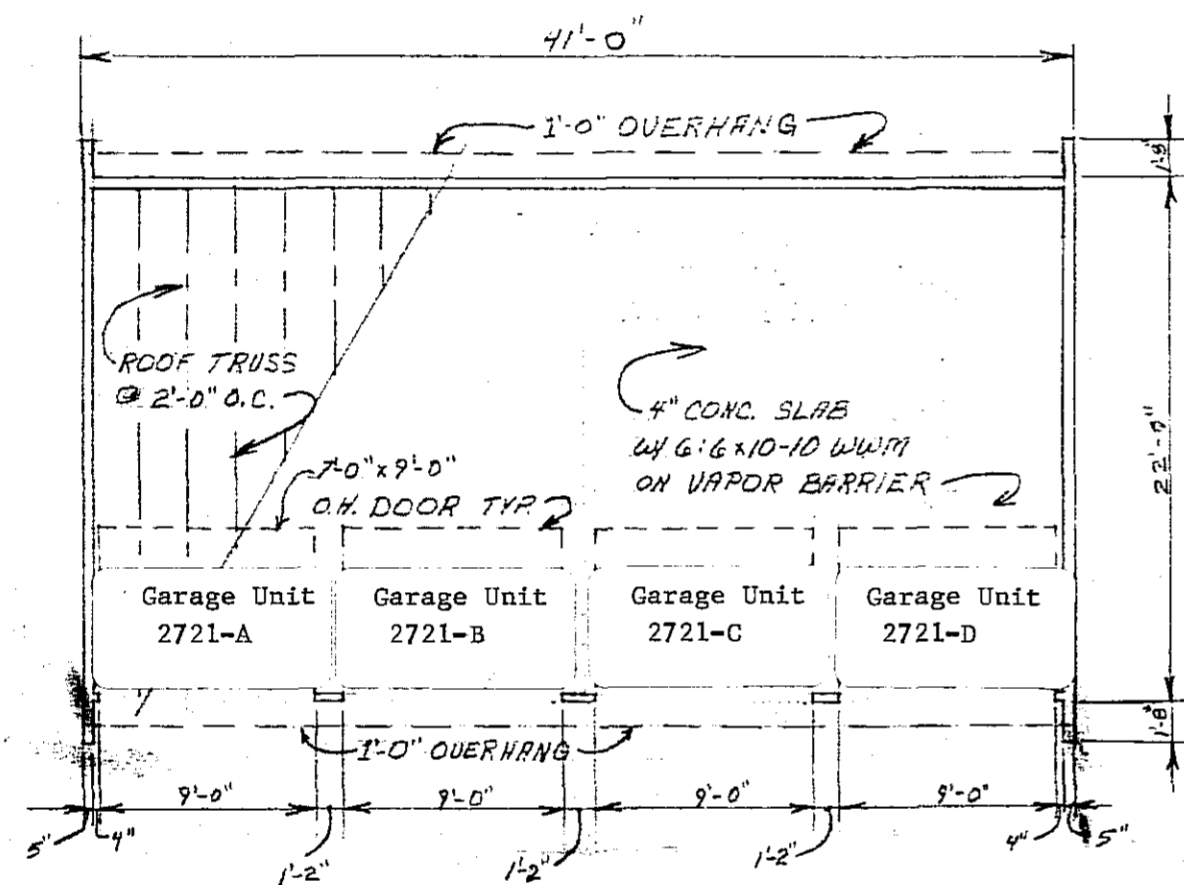 41'-0"
1'-0" OVERHANG
1'-8"
ROOF TRUSS
@ 2'-0" O.C.
4" CONC. SLAB
W/ 6:6x10-10 WWM
ON VAPOR BARRIER
22'-0"
7'-0" x 9'-0"
O.H. DOOR TYP.
Garage Unit
2721-A
Garage Unit
2721-B
Garage Unit
2721-C
Garage Unit
2721-D
1'-8"
1'-0" OVERHANG
9'-0" 9'-0" 9'-0" 9'-0"
5" 4" 1'-2" 1'-2" 1'-2" 4" 5"